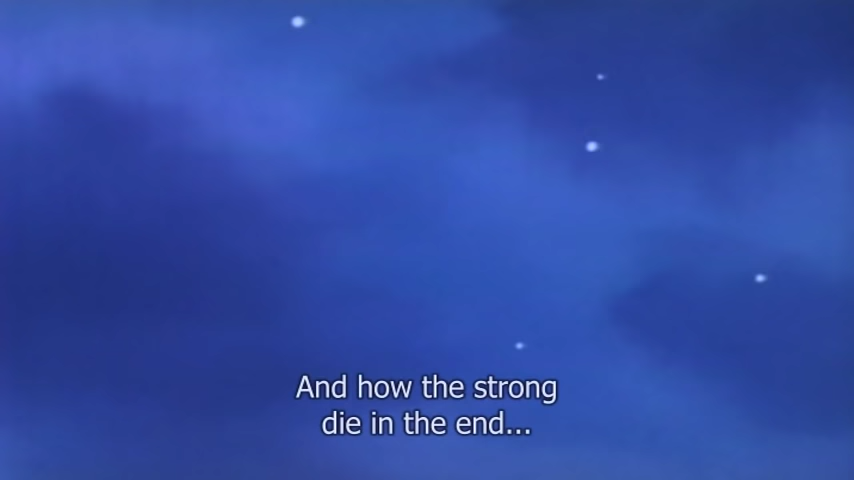 And how the strong
die in the end...